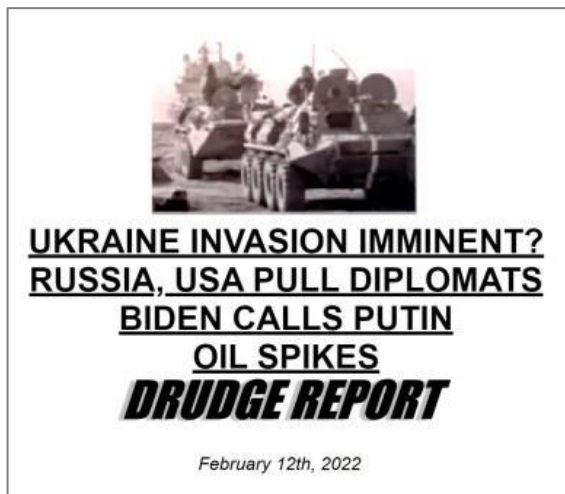 UKRAINE INVASION IMMINENT?
RUSSIA, USA PULL DIPLOMATS
BIDEN CALLS PUTIN
OIL SPIKES
DRUDGE REPORT
February 12th, 2022